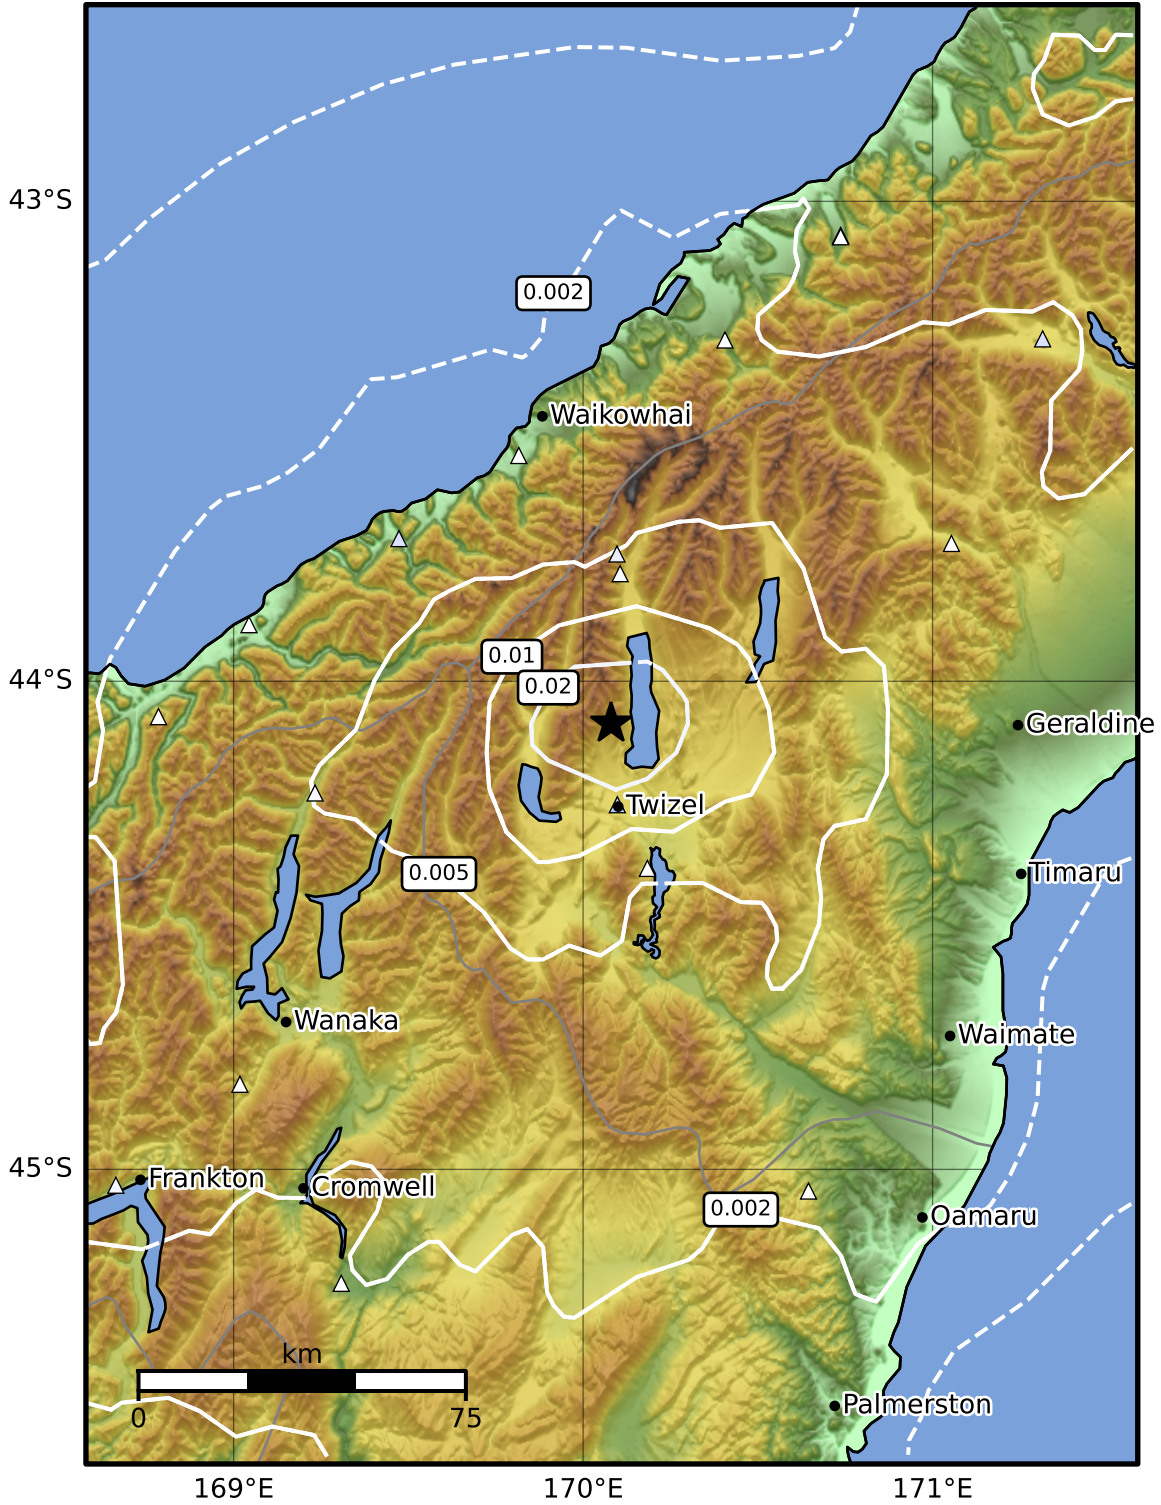 43°S
0.002
Waikowhai
0.01
44°S
0.02
Geraldine
Twizel
0.005
Timaru
Wanaka
Waimate
45°S
Frankton
Cromwell
0.002
Oamaru
km
0
75
Palmerston
169°E
170°E
171°E